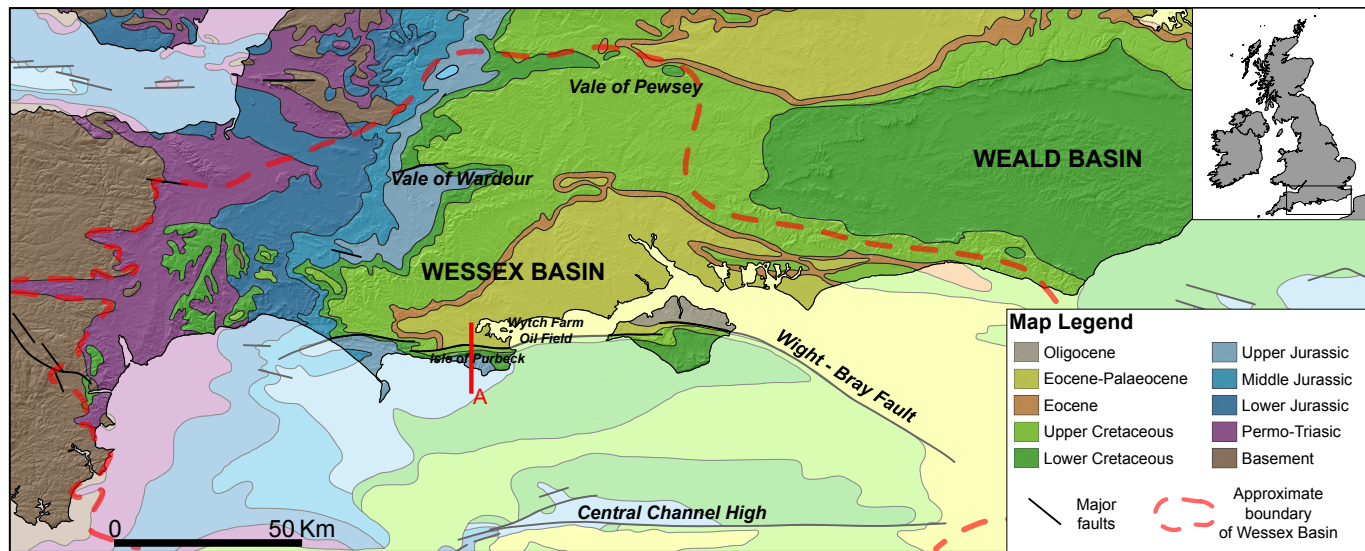 Vale of Pewsey
WEALD BASIN
Vale of Wardour
WESSEX BASIN
Wytch Farm
Oil Field
Isle of Purbeck
A
Wight - Bray Fault
Central Channel High
0 50 Km
Map Legend
Oligocene
Eocene-Palaeocene
Eocene
Upper Cretaceous
Lower Cretaceous
Upper Jurassic
Middle Jurassic
Lower Jurassic
Permo-Triasic
Basement
Major
faults
Approximate
boundary
of Wessex Basin